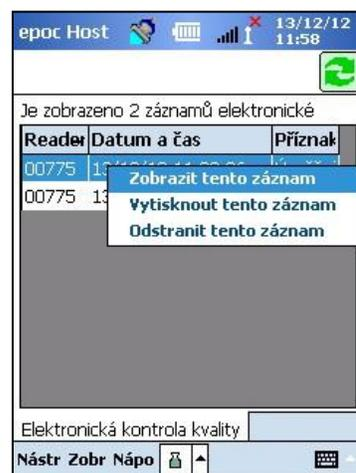 epoc Host 13/12/12
11:58
Je zobrazeno 2 záznamů elektronické
Reader Datum a čas Příznak
00775
Zobrazit tento záznam
00775 13
Vytisknout tento záznam
Odstranit tento záznam
Elektronická kontrola kvality
Nástr Zobr Nápo